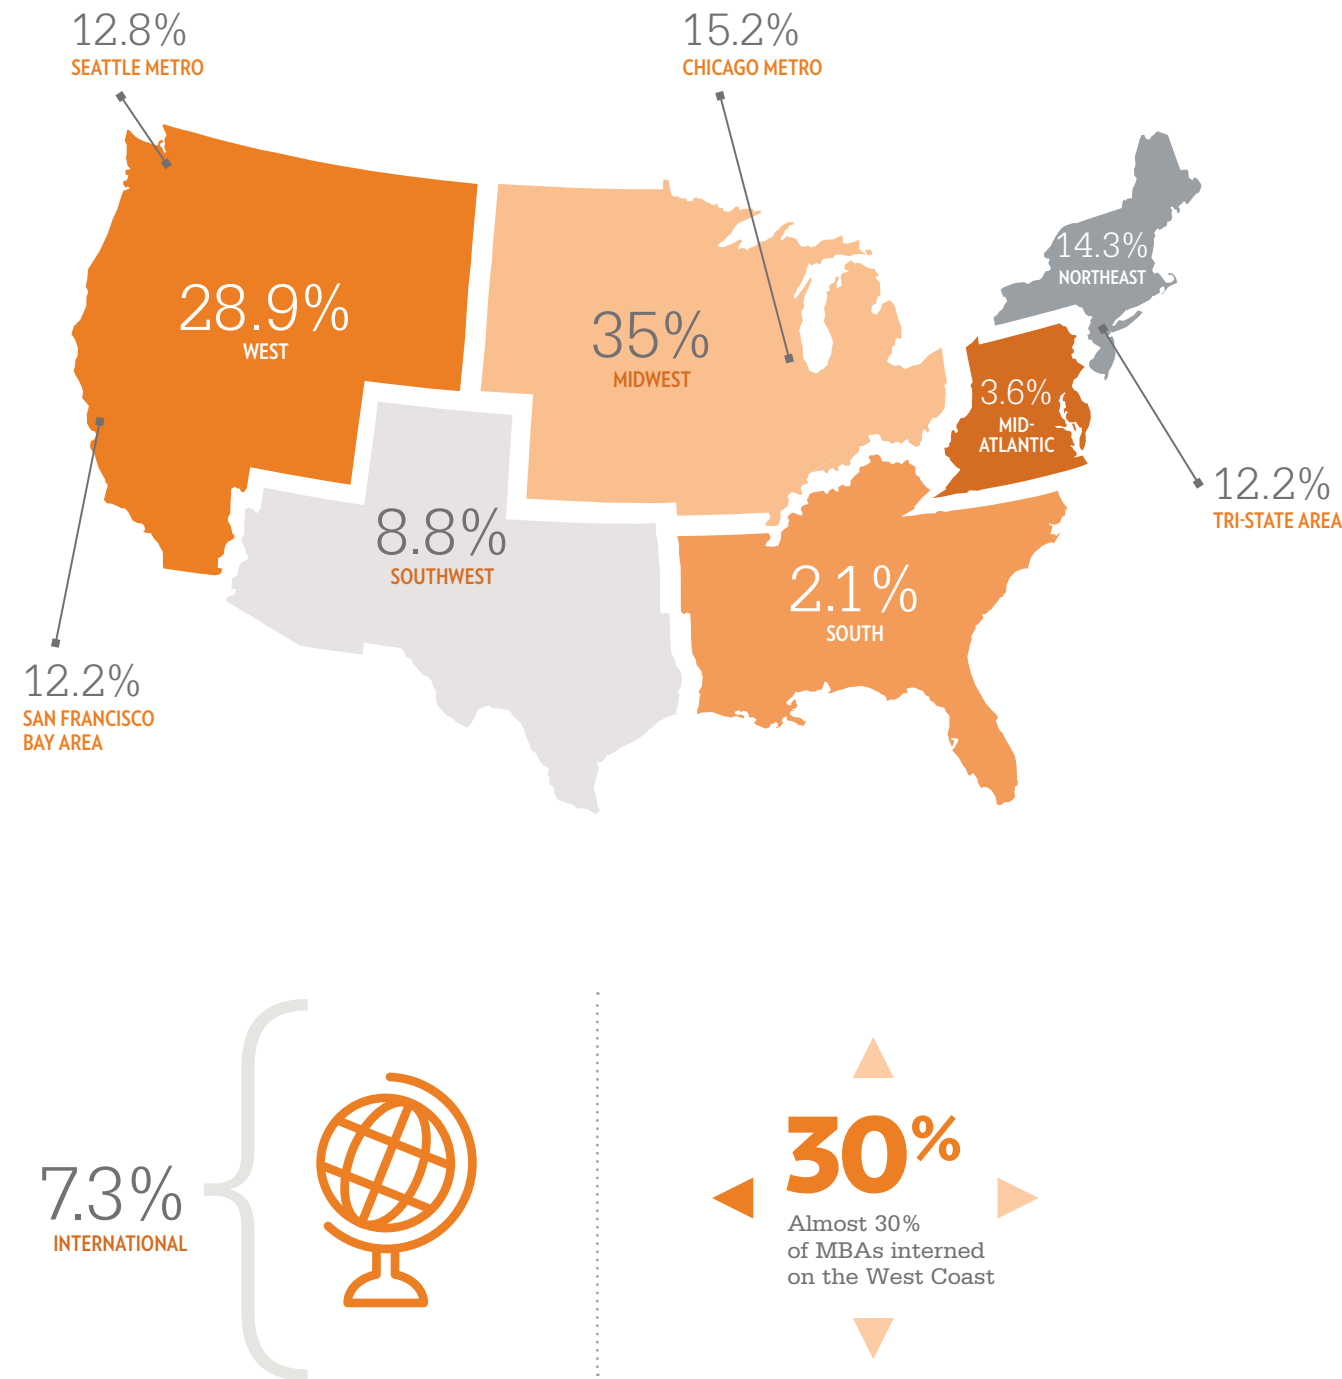 12.8%
SEATTLE METRO
15.2%
CHICAGO METRO
14.3%
NORTHEAST
28.9%
WEST
35%
MIDWEST
3.6%
MID-
ATLANTIC
12.2%
TRI-STATE AREA
8.8%
SOUTHWEST
2.1%
SOUTH
12.2%
SAN FRANCISCO
BAY AREA
7.3%
INTERNATIONAL
30%
Almost 30%
of MBAs interned
on the West Coast